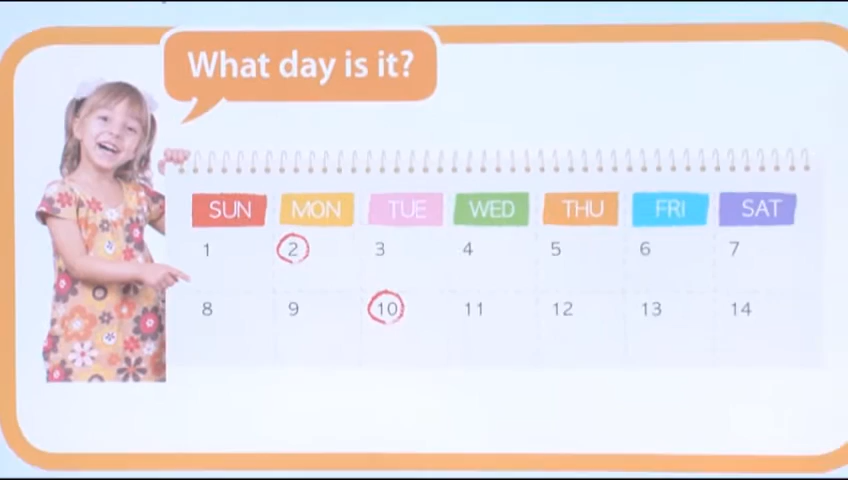 What day is it?
SUN MON TUE WED THU FRI SAT
1 2 3 4 5 6 7
8 9 10 11 12 13 14